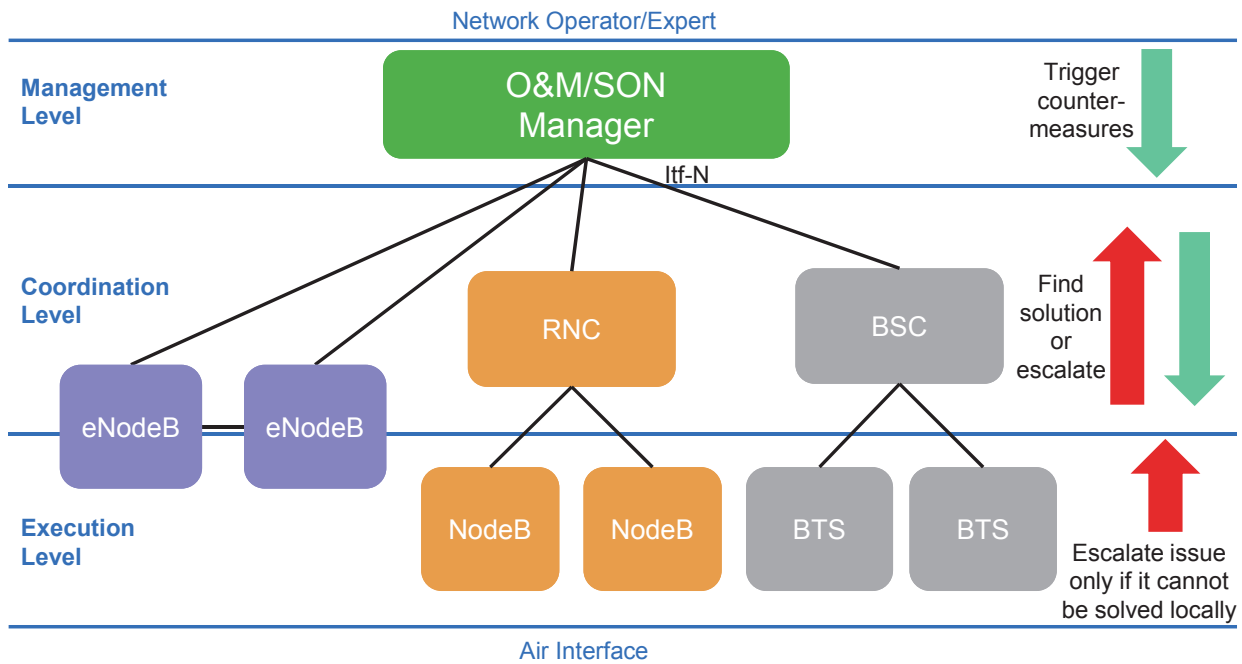 Network Operator/Expert
Management
Level
O&M/SON
Manager
Trigger
counter-
measures
Itf-N
Coordination
Level
RNC
BSC
Find
solution
or
escalate
eNodeB
eNodeB
Execution
Level
NodeB
NodeB
BTS
BTS
Escalate issue
only if it cannot
be solved locally
Air Interface